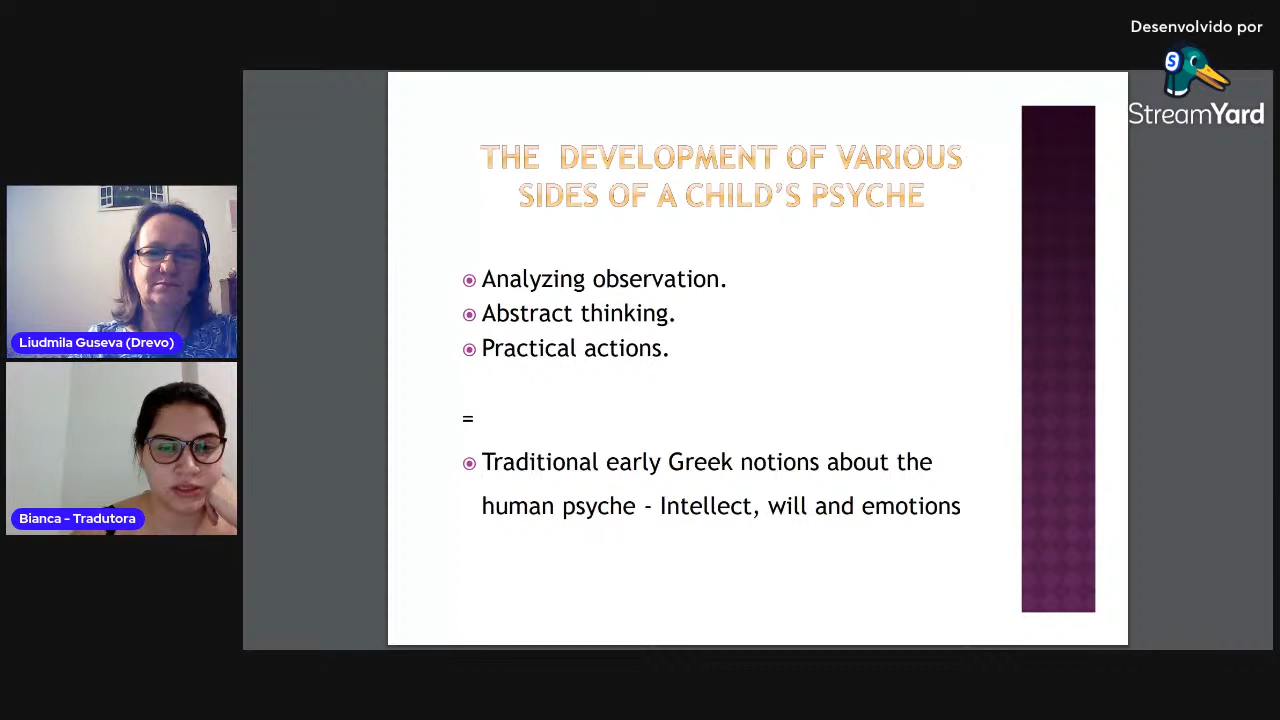 Desenvolvido por
StreamYard
THE DEVELOPMENT OF VARIOUS
SIDES OF A CHILD'S PSYCHE
Analyzing observation.
Abstract thinking.
Practical actions.
=
Traditional early Greek notions about the
human psyche - Intellect, will and emotions
Liudmila Guseva (Drevo)
Bianca - Tradutora